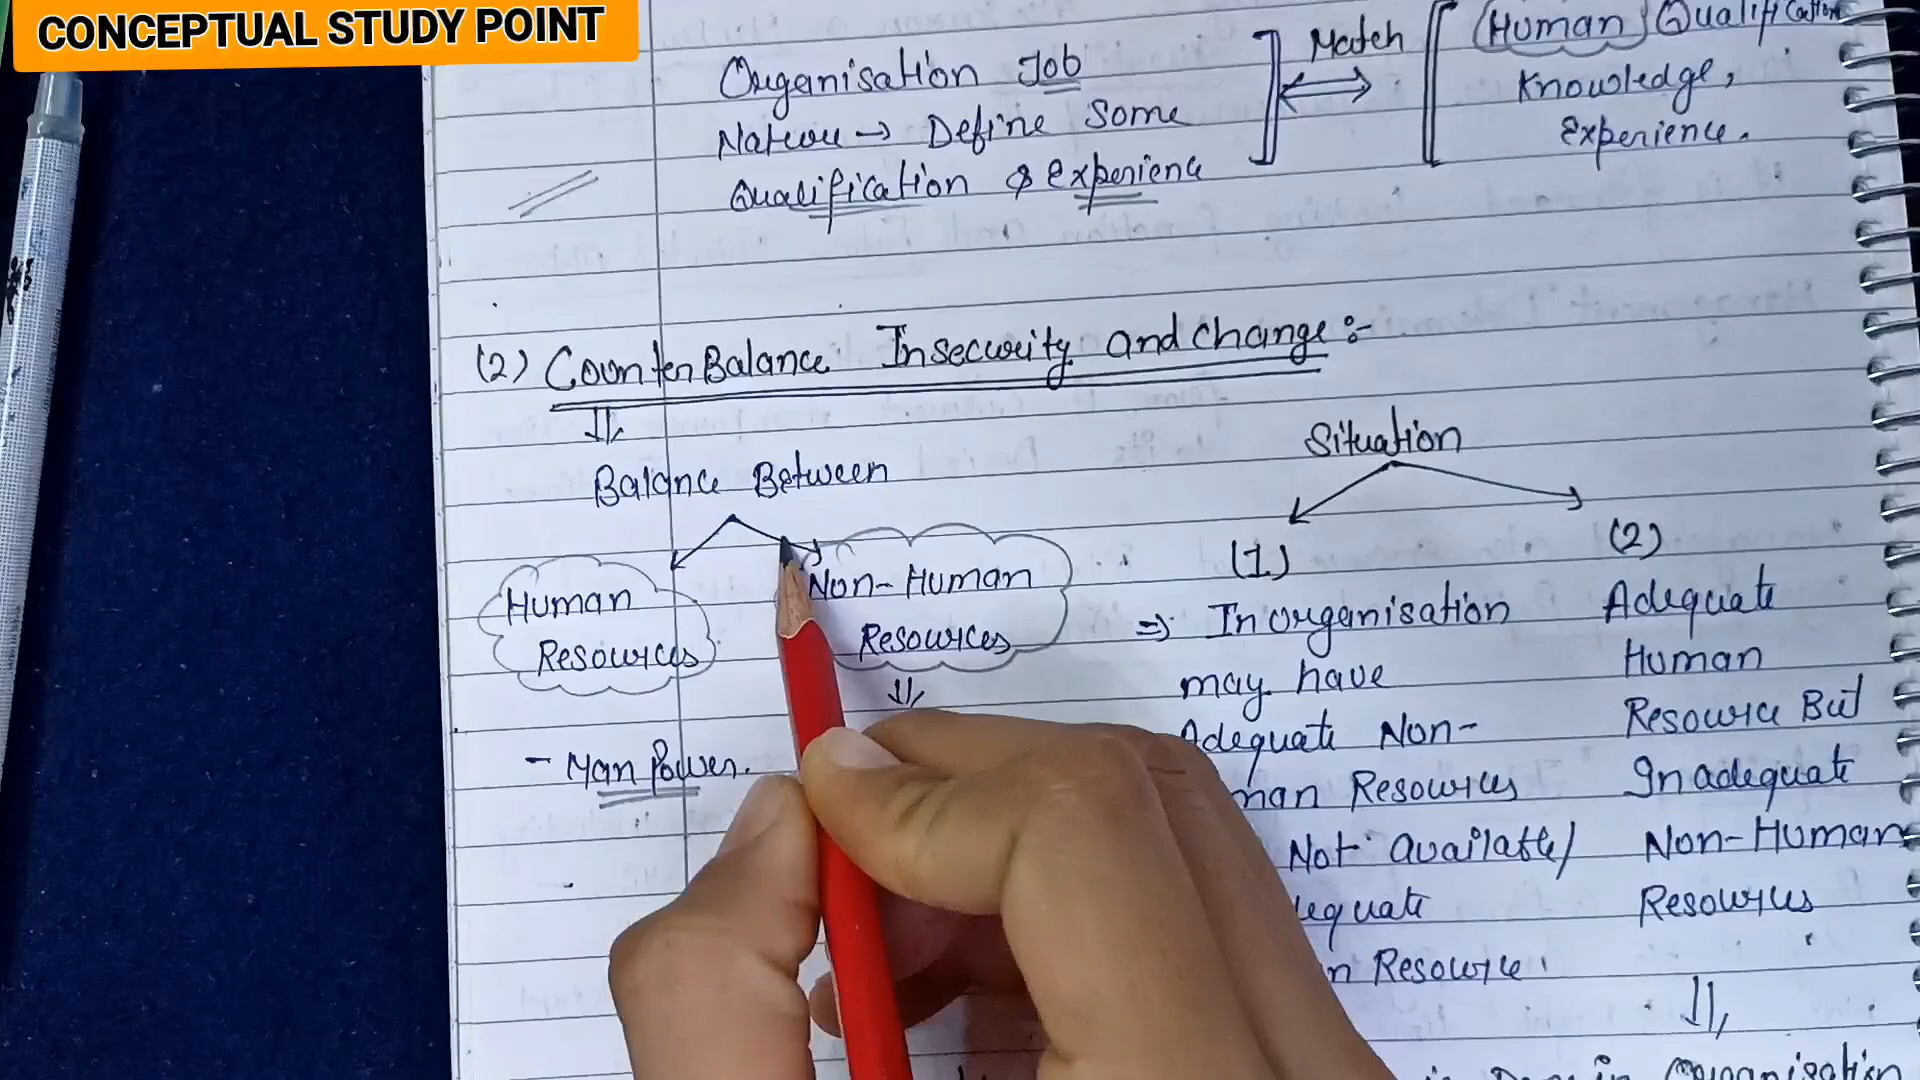 CONCEPTUAL STUDY POINT
Organisation Job
Nature → Define Some
Qualification & Experience
Match
(Human) Qualification
Knowledge,
Experience.
(2) Counter Balance Insecurity and change :-
Balance Between
Human
Resources
Non-Human
Resources
- Man Power.
Situation
(1)
⇒ In organisation
may have
Adequate Non-
Resources
Not available/
Resource.
(2)
Adequate
Human
Resource But
Inadequate
Non-Human
Resources
Organisation